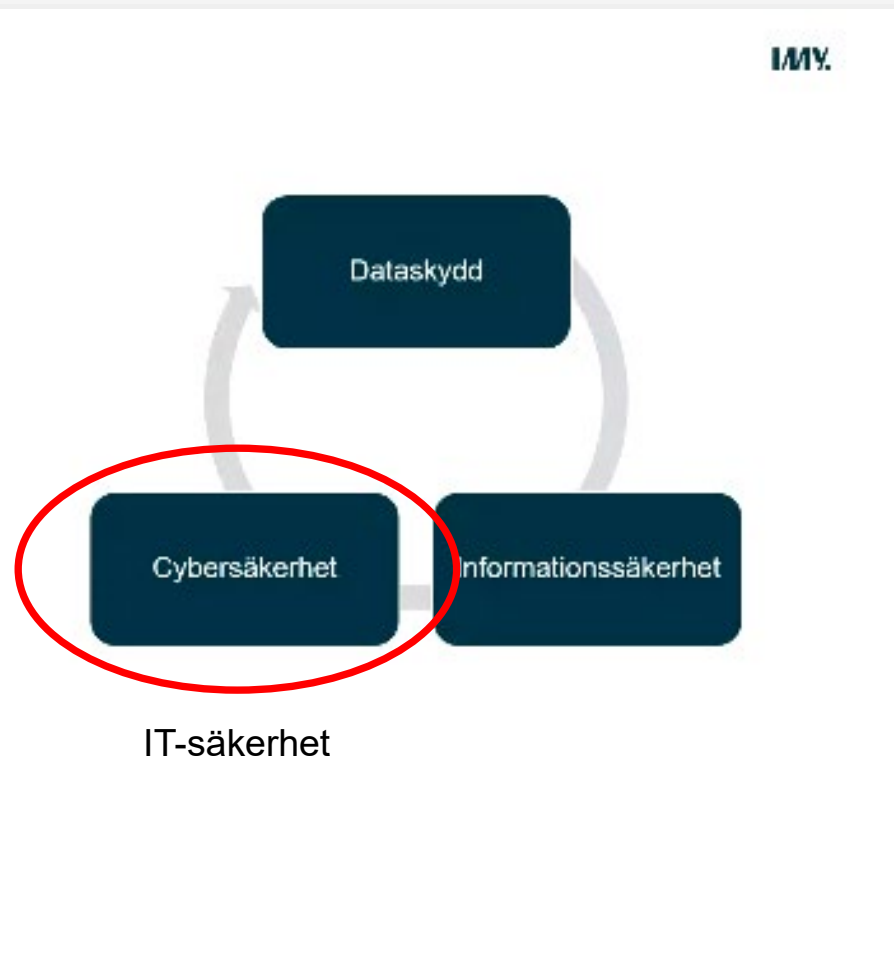 IMY.
Dataskydd
Cybersäkerhet
Informationssäkerhet
IT-säkerhet